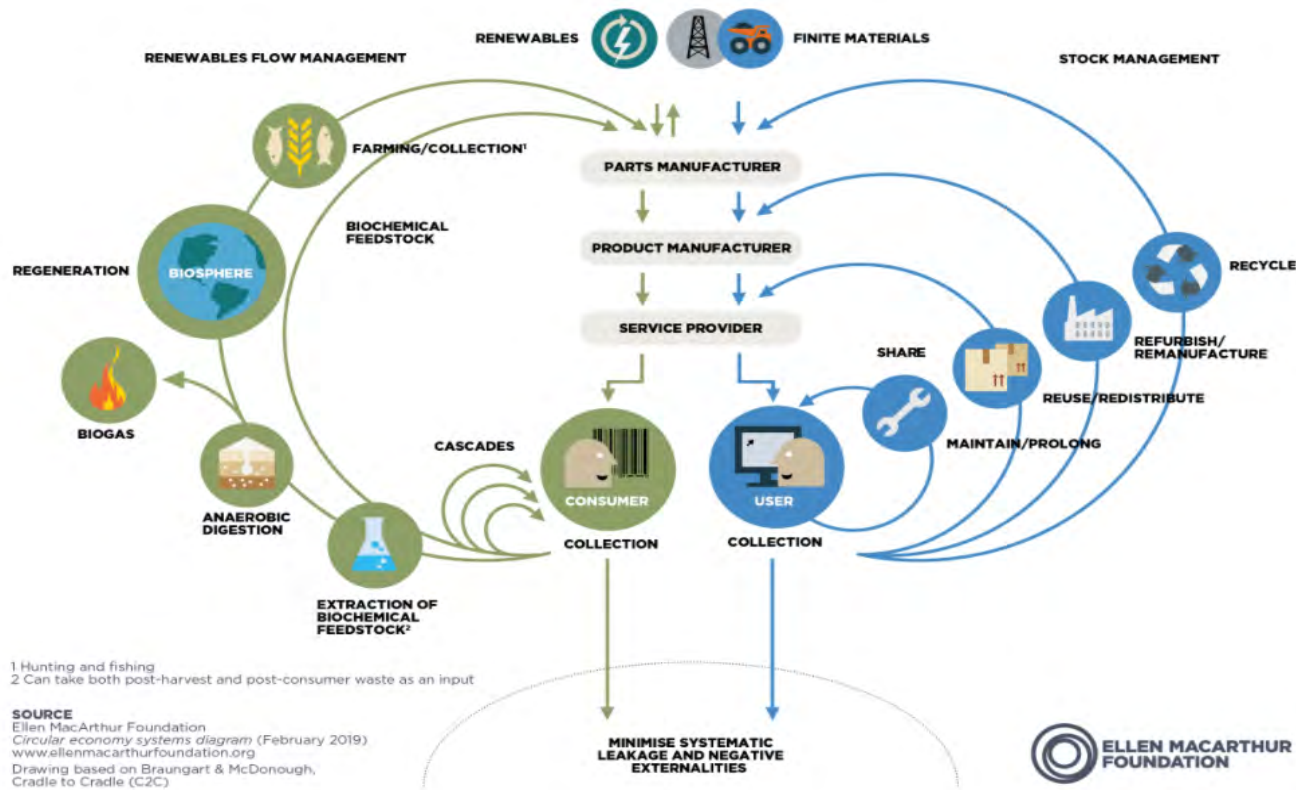 RENEWABLES
FINITE MATERIALS
RENEWABLES FLOW MANAGEMENT
STOCK MANAGEMENT
FARMING/COLLECTION¹
PARTS MANUFACTURER
BIOCHEMICAL
FEEDSTOCK
PRODUCT MANUFACTURER
REGENERATION
BIOSPHERE
RECYCLE
SERVICE PROVIDER
SHARE
REFURBISH/
REMANUFACTURE
REUSE/REDISTRIBUTE
BIOGAS
CASCADES
MAINTAIN/PROLONG
CONSUMER
USER
ANAEROBIC
DIGESTION
COLLECTION
COLLECTION
EXTRACTION OF
BIOCHEMICAL
FEEDSTOCK²
1 Hunting and fishing
2 Can take both post-harvest and post-consumer waste as an input
SOURCE
Ellen MacArthur Foundation
Circular economy systems diagram (February 2019)
www.ellenmacarthurfoundation.org
Drawing based on Braungart & McDonough,
Cradle to Cradle (C2C)
MINIMISE SYSTEMATIC
LEAKAGE AND NEGATIVE
EXTERNALITIES
ELLEN MACARTHUR
FOUNDATION